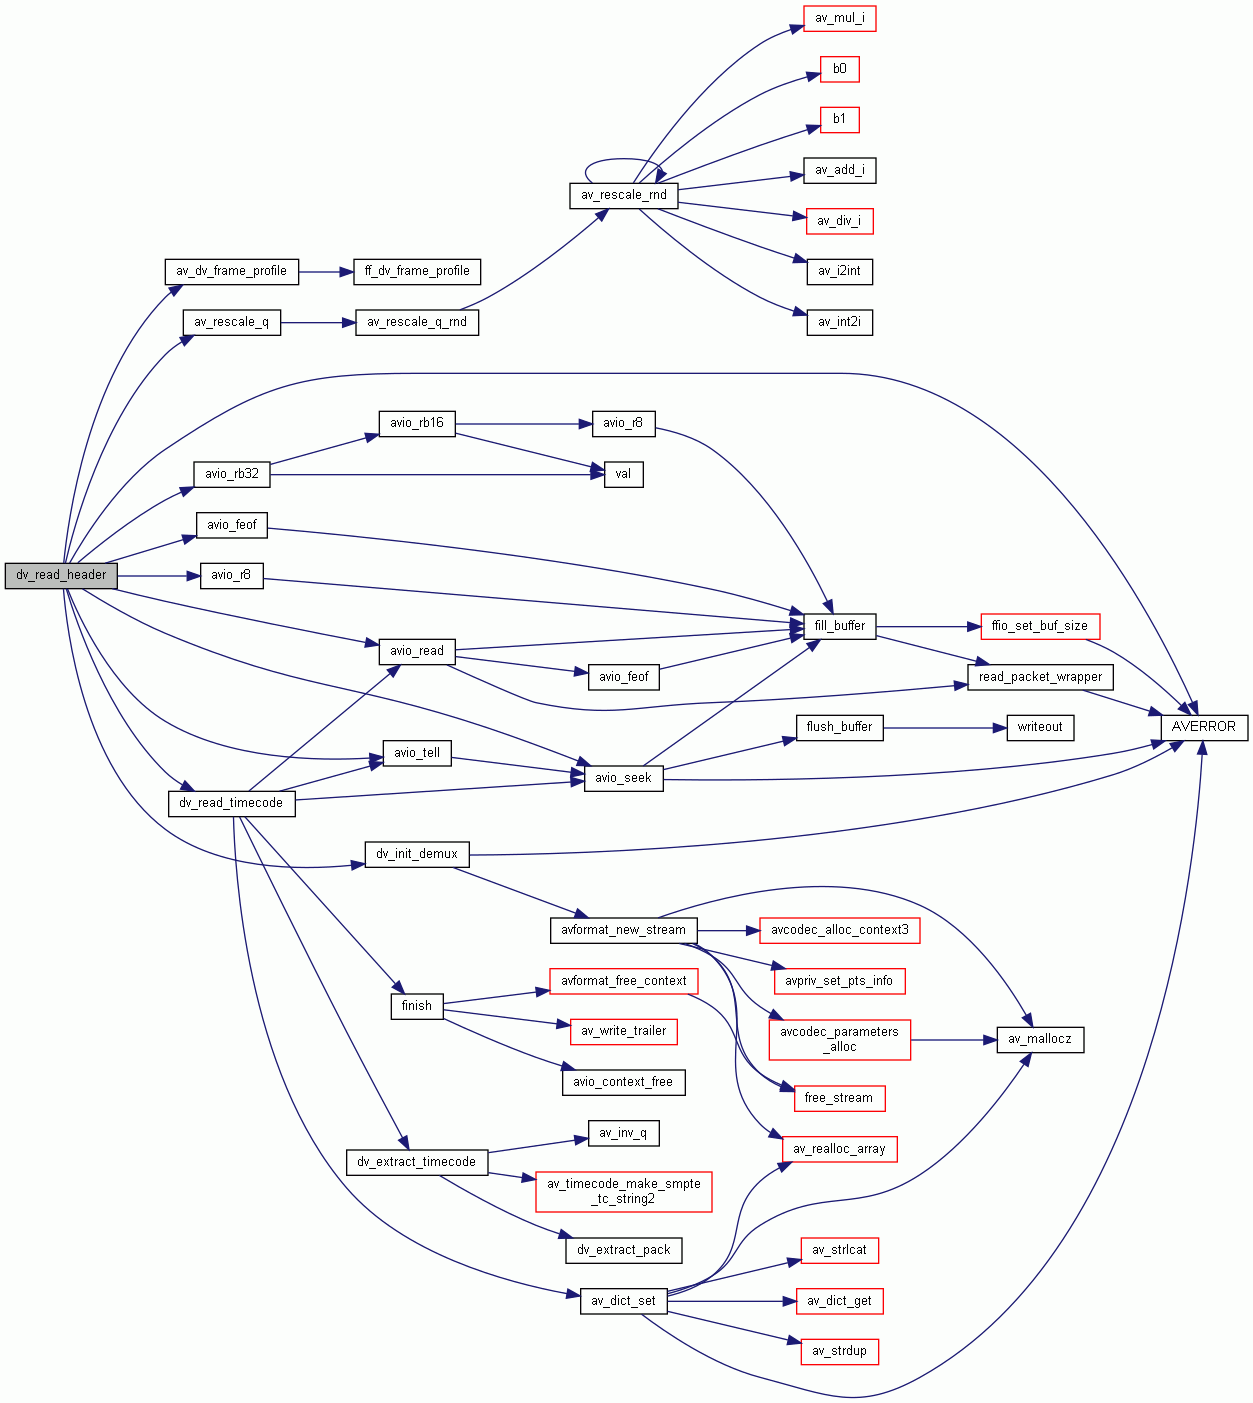 av_mul_i
b0
b1
av_add_i
av_rescale_rnd
av_div_i
av_dv_frame_profile
ff_dv_frame_profile
av_i2int
av_rescale_q
av_rescale_q_rnd
av_int2i
avio_rb16
avio_r8
avio_rb32
val
avio_feof
dv_read_header
avio_r8
fill_buffer
ffio_set_buf_size
avio_read
avio_feof
read_packet_wrapper
flush_buffer
writeout
AVERROR
avio_tell
avio_seek
dv_read_timecode
dv_init_demux
avformat_new_stream
avcodec_alloc_context3
avformat_free_context
avpriv_set_pts_info
finish
av_write_trailer
avcodec_parameters
_alloc
av_mallocz
avio_context_free
free_stream
av_inv_q
av_realloc_array
dv_extract_timecode
av_timecode_make_smpte
_tc_string2
dv_extract_pack
av_strlcat
av_dict_set
av_dict_get
av_strdup